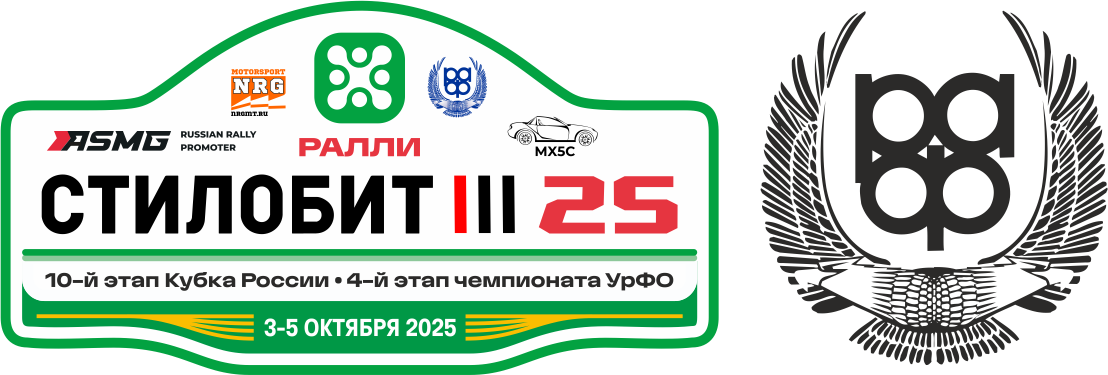 MOTORSPORT
NRG
NRGMT.RU
ASMG
RUSSIAN RALLY
PROMOTER
РАЛЛИ
MX5C
СТИЛОБИТ III 25
10-й этап Кубка России • 4-й этап чемпионата УрФО
3-5 ОКТЯБРЯ 2025